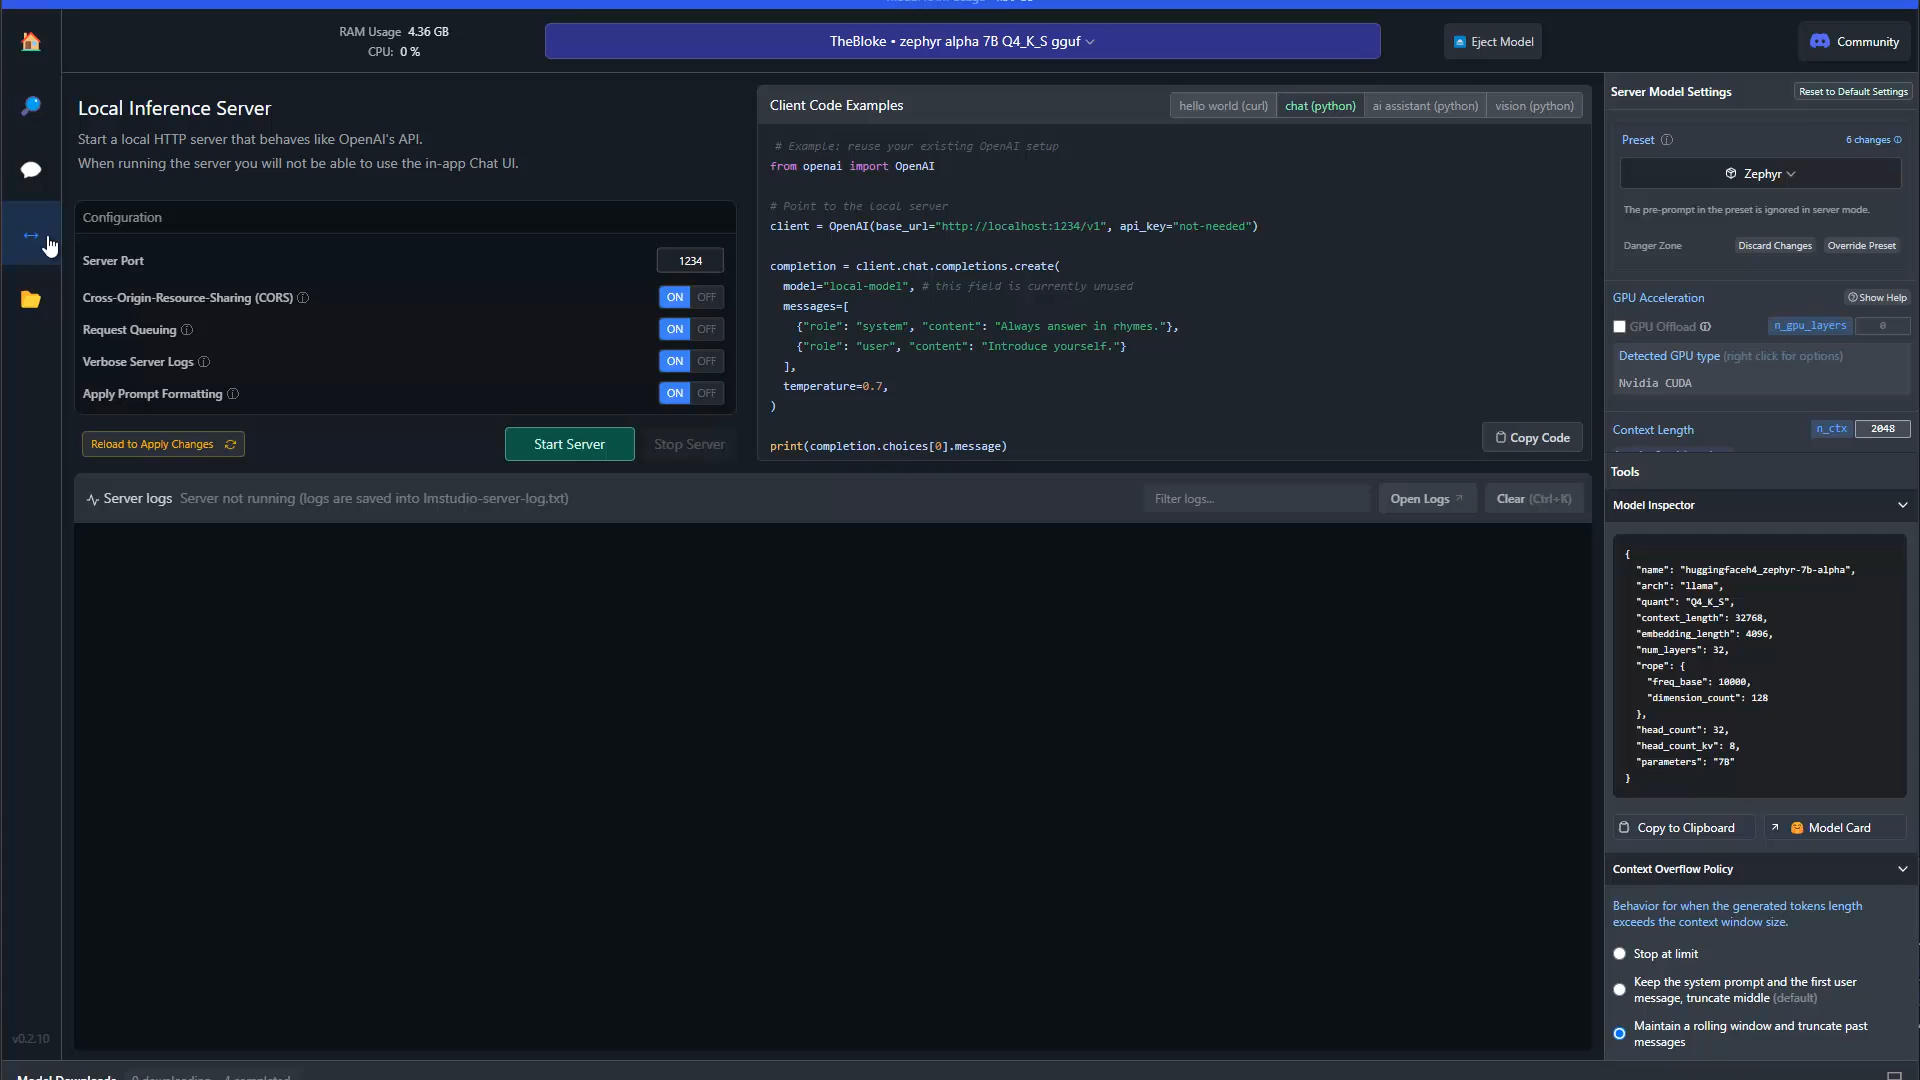 RAM Usage 4.36 GB
CPU: 0 %
TheBloke • zephyr alpha 7B Q4_K_S gguf
Eject Model
Community
Local Inference Server
Start a local HTTP server that behaves like OpenAI's API.
When running the server you will not be able to use the in-app Chat UI.
Configuration
Server Port 1234
Cross-Origin-Resource-Sharing (CORS) ON OFF
Request Queuing ON OFF
Verbose Server Logs ON OFF
Apply Prompt Formatting ON OFF
Reload to Apply Changes Start Server Stop Server
Client Code Examples hello world (curl) chat (python) ai assistant (python) vision (python)
# Example: reuse your existing OpenAI setup
from openai import OpenAI
# Point to the local server
client = OpenAI(base_url="http://localhost:1234/v1", api_key="not-needed")
completion = client.chat.completions.create(
model="local-model", # this field is currently unused
messages=[
{"role": "system", "content": "Always answer in rhymes."},
{"role": "user", "content": "Introduce yourself."}
],
temperature=0.7,
)
print(completion.choices[0].message)
Copy Code
Server logs Server not running (logs are saved into lmstudio-server-log.txt) Filter logs... Open Logs Clear (Ctrl+K)
Server Model Settings Reset to Default Settings
Preset 6 changes
Zephyr
The pre-prompt in the preset is ignored in server mode.
Danger Zone Discard Changes Override Preset
GPU Acceleration Show Help
GPU Offload n_gpu_layers 0
Detected GPU type (right click for options)
Nvidia CUDA
Context Length n_ctx 2048
Tools
Model Inspector
{
"name": "huggingfaceh4_zephyr-7b-alpha",
"arch": "llama",
"quant": "Q4_K_S",
"context_length": 32768,
"embedding_length": 4096,
"num_layers": 32,
"rope": {
"freq_base": 10000,
"dimension_count": 128
},
"head_count": 32,
"head_count_kv": 8,
"parameters": "7B"
}
Copy to Clipboard Model Card
Context Overflow Policy
Behavior for when the generated tokens length
exceeds the context window size.
Stop at limit
Keep the system prompt and the first user
message, truncate middle (default)
Maintain a rolling window and truncate past
messages
v0.2.10
Model Downloads 0 downloading 4 completed